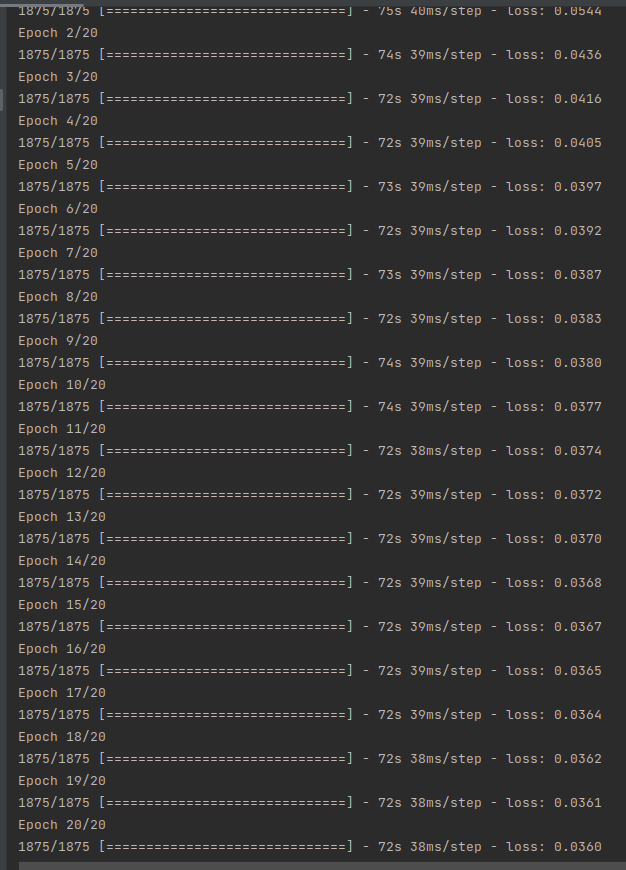 1875/1875 [==============================] - 75s 40ms/step - loss: 0.0544
Epoch 2/20
1875/1875 [==============================] - 74s 39ms/step - loss: 0.0436
Epoch 3/20
1875/1875 [==============================] - 72s 39ms/step - loss: 0.0416
Epoch 4/20
1875/1875 [==============================] - 72s 39ms/step - loss: 0.0405
Epoch 5/20
1875/1875 [==============================] - 73s 39ms/step - loss: 0.0397
Epoch 6/20
1875/1875 [==============================] - 72s 39ms/step - loss: 0.0392
Epoch 7/20
1875/1875 [==============================] - 73s 39ms/step - loss: 0.0387
Epoch 8/20
1875/1875 [==============================] - 72s 39ms/step - loss: 0.0383
Epoch 9/20
1875/1875 [==============================] - 74s 39ms/step - loss: 0.0380
Epoch 10/20
1875/1875 [==============================] - 74s 39ms/step - loss: 0.0377
Epoch 11/20
1875/1875 [==============================] - 72s 38ms/step - loss: 0.0374
Epoch 12/20
1875/1875 [==============================] - 72s 39ms/step - loss: 0.0372
Epoch 13/20
1875/1875 [==============================] - 72s 39ms/step - loss: 0.0370
Epoch 14/20
1875/1875 [==============================] - 72s 39ms/step - loss: 0.0368
Epoch 15/20
1875/1875 [==============================] - 72s 39ms/step - loss: 0.0367
Epoch 16/20
1875/1875 [==============================] - 72s 39ms/step - loss: 0.0365
Epoch 17/20
1875/1875 [==============================] - 72s 39ms/step - loss: 0.0364
Epoch 18/20
1875/1875 [==============================] - 72s 38ms/step - loss: 0.0362
Epoch 19/20
1875/1875 [==============================] - 72s 38ms/step - loss: 0.0361
Epoch 20/20
1875/1875 [==============================] - 72s 38ms/step - loss: 0.0360